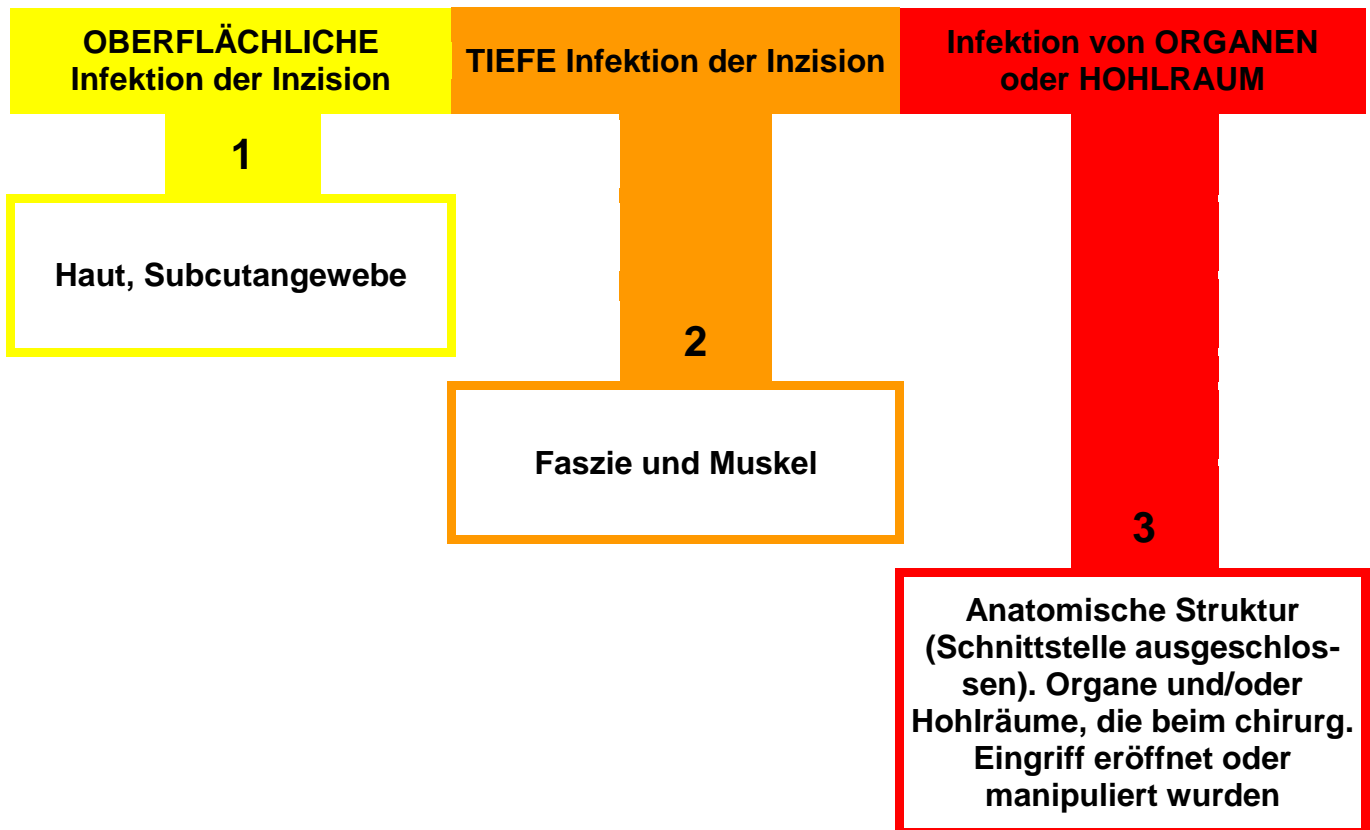 OBERFLÄCHLICHE
Infektion der Inzision
TIEFE Infektion der Inzision
Infektion von ORGANEN
oder HOHLRAUM
1
Haut, Subcutangewebe
2
Faszie und Muskel
3
Anatomische Struktur
(Schnittstelle ausgeschlos-
sen). Organe und/oder
Hohlräume, die beim chirurg.
Eingriff eröffnet oder
manipuliert wurden